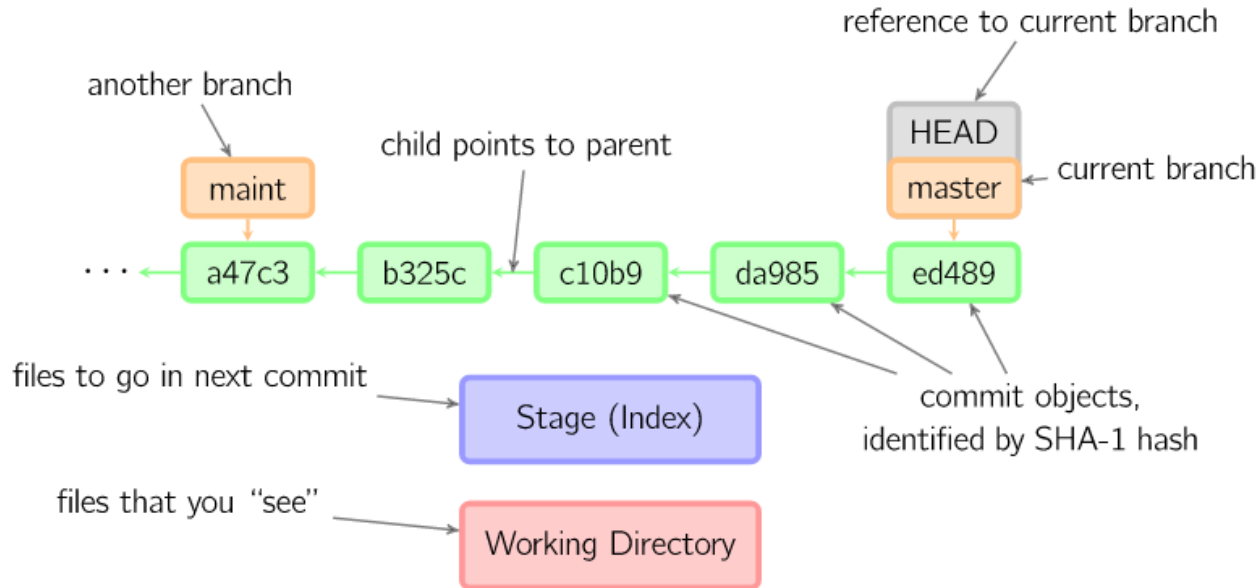 reference to current branch
another branch
HEAD
child points to parent
maint
master
current branch
· · ·
a47c3
b325c
c10b9
da985
ed489
files to go in next commit
Stage (Index)
commit objects,
identified by SHA-1 hash
files that you “see”
Working Directory